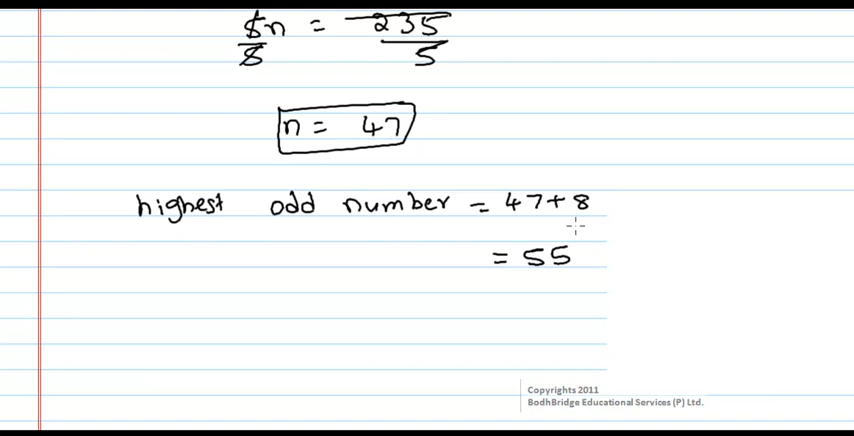 5n = 235
5 5
n = 47
highest odd number = 47+8
= 55
Copyrights 2011
BodhBridge Educational Services (P) Ltd.